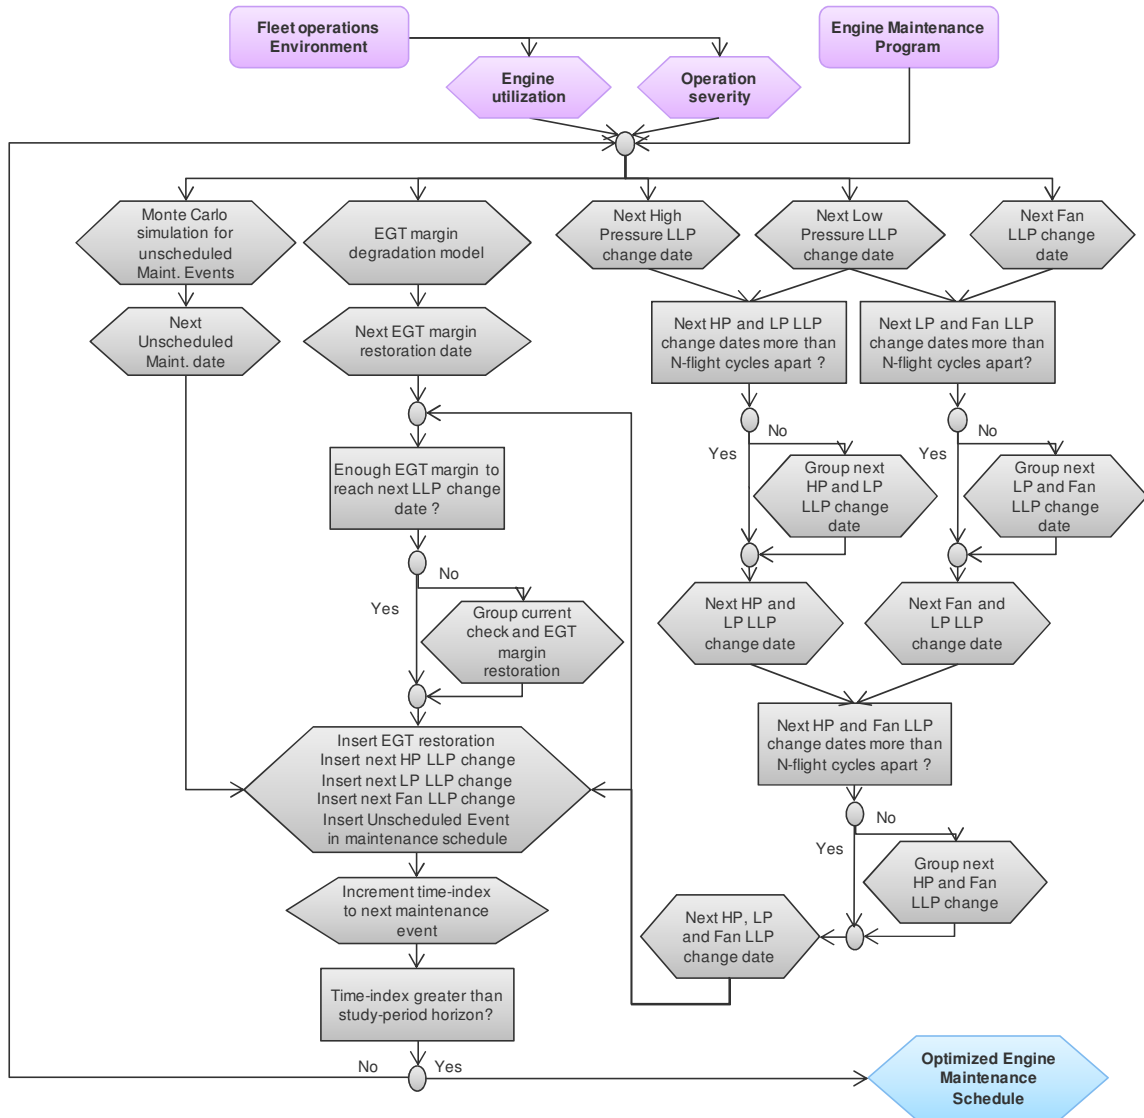 Fleet operations
Environment
Engine Maintenance
Program
Engine
utilization
Operation
severity
Monte Carlo
simulation for
unscheduled
Maint. Events
EGT margin
degradation model
Next High
Pressure LLP
change date
Next Low
Pressure LLP
change date
Next Fan
LLP change
date
Next
Unscheduled
Maint. date
Next EGT margin
restoration date
Next HP and LP LLP
change dates more than
N-flight cycles apart ?
Next LP and Fan LLP
change dates more than
N-flight cycles apart?
No
Yes
No
Yes
Enough EGT margin to
reach next LLP change
date ?
Group next
HP and LP
LLP change
date
Group next
LP and Fan
LLP change
date
No
Yes
Group current
check and EGT
margin
restoration
Next HP and
LP LLP
change date
Next Fan and
LP LLP
change date
Next HP and Fan LLP
change dates more than
N-flight cycles apart ?
Insert EGT restoration
Insert next HP LLP change
Insert next LP LLP change
Insert next Fan LLP change
Insert Unscheduled Event
in maintenance schedule
No
Yes
Group next
HP and Fan
LLP change
Increment time-index
to next maintenance
event
Next HP, LP
and Fan LLP
change date
Time-index greater than
study-period horizon?
No
Yes
Optimized Engine
Maintenance
Schedule